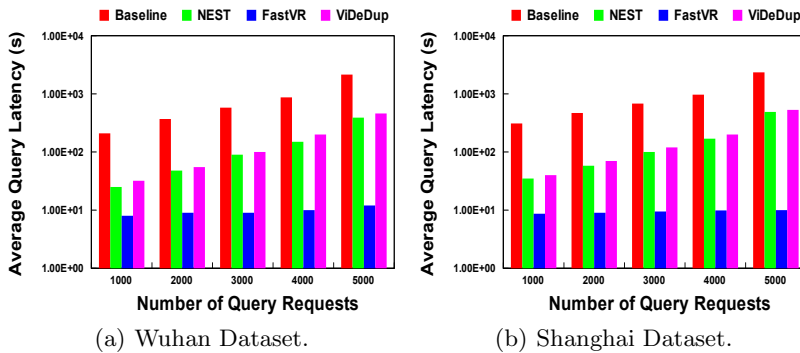 Baseline NEST FastVR ViDeDup
Average Query Latency (s)
1.00E+04
1.00E+03
1.00E+02
1.00E+01
1.00E+00
1000 2000 3000 4000 5000
Number of Query Requests
(a) Wuhan Dataset.
Baseline NEST FastVR ViDeDup
Average Query Latency (s)
1.00E+04
1.00E+03
1.00E+02
1.00E+01
1.00E+00
1000 2000 3000 4000 5000
Number of Query Requests
(b) Shanghai Dataset.